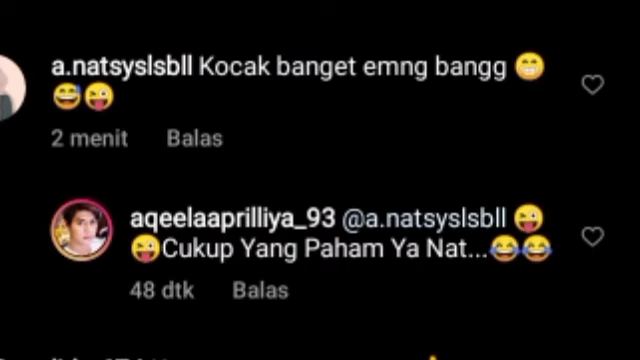 a.natsyslsbll Kocak banget emng bangg 😁
😅😜
2 menit Balas
aqeelaaprilliya_93 @a.natsyslsbll 😜
😜Cukup Yang Paham Ya Nat...😂😂
48 dtk Balas